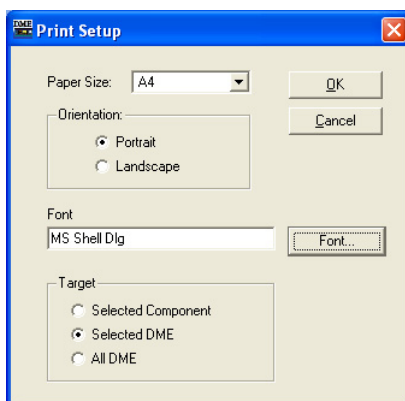 DME Print Setup
Paper Size: A4 OK
Orientation: Cancel
Portrait
Landscape
Font
MS Shell Dlg Font...
Target
Selected Component
Selected DME
All DME